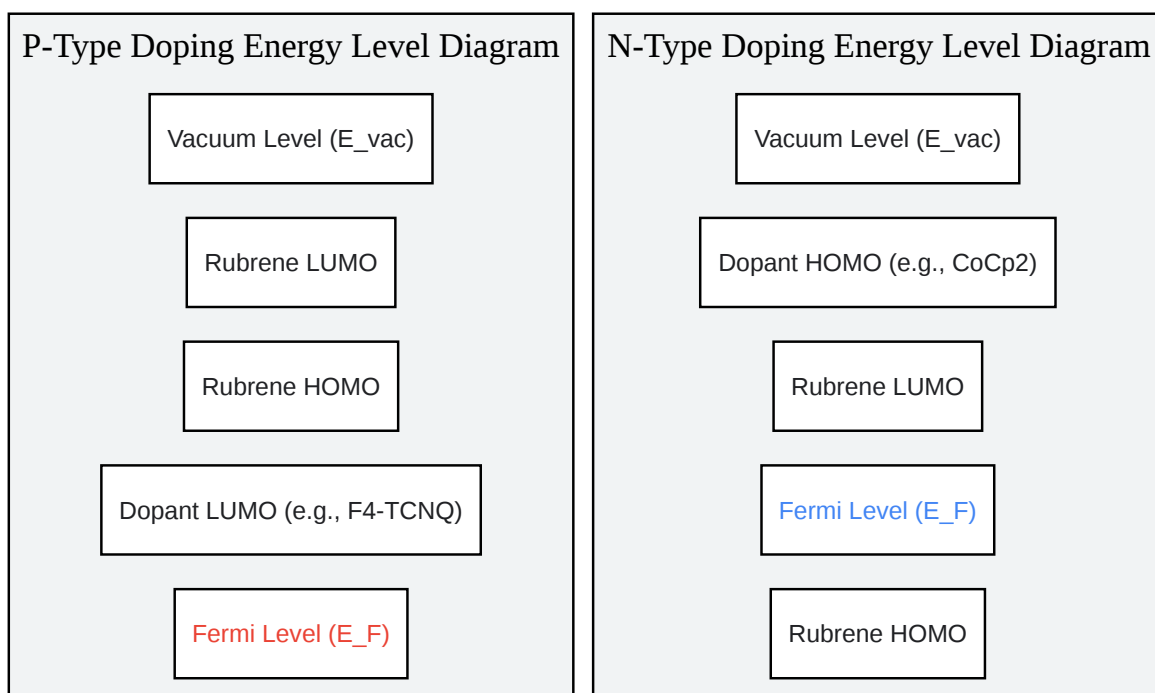 P-Type Doping Energy Level Diagram
Vacuum Level (E_vac)
Rubrene LUMO
Rubrene HOMO
Dopant LUMO (e.g., F4-TCNQ)
Fermi Level (E_F)
N-Type Doping Energy Level Diagram
Vacuum Level (E_vac)
Dopant HOMO (e.g., CoCp2)
Rubrene LUMO
Fermi Level (E_F)
Rubrene HOMO